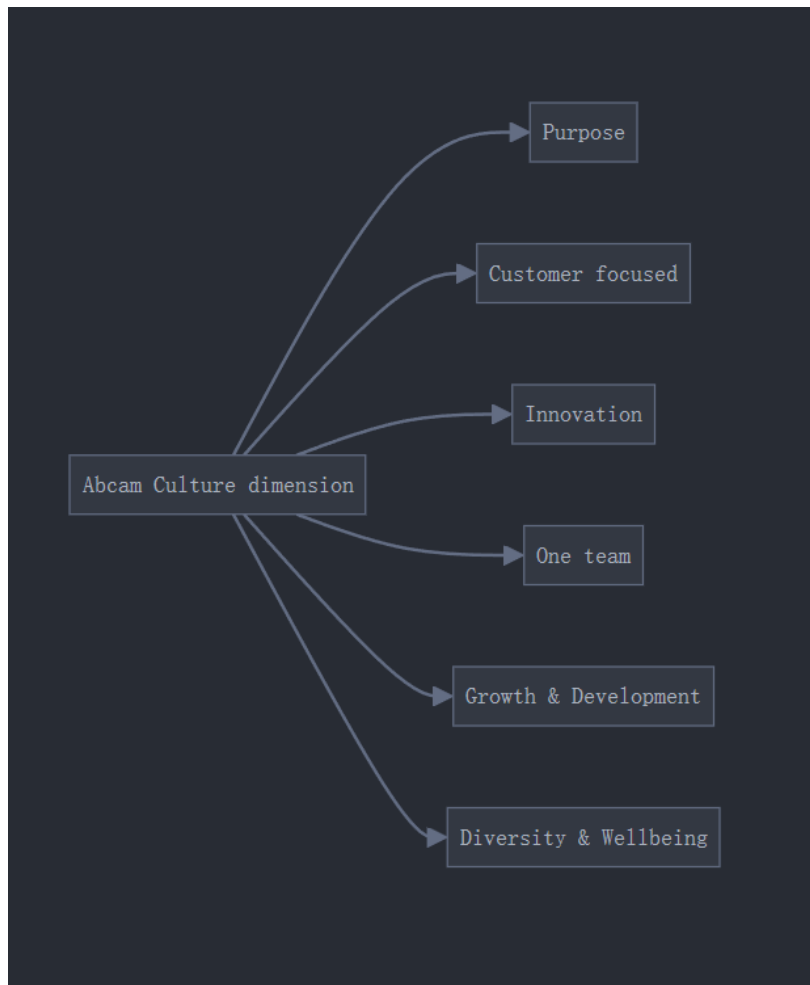 Purpose
Customer focused
Innovation
Abcam Culture dimension
One team
Growth & Development
Diversity & Wellbeing